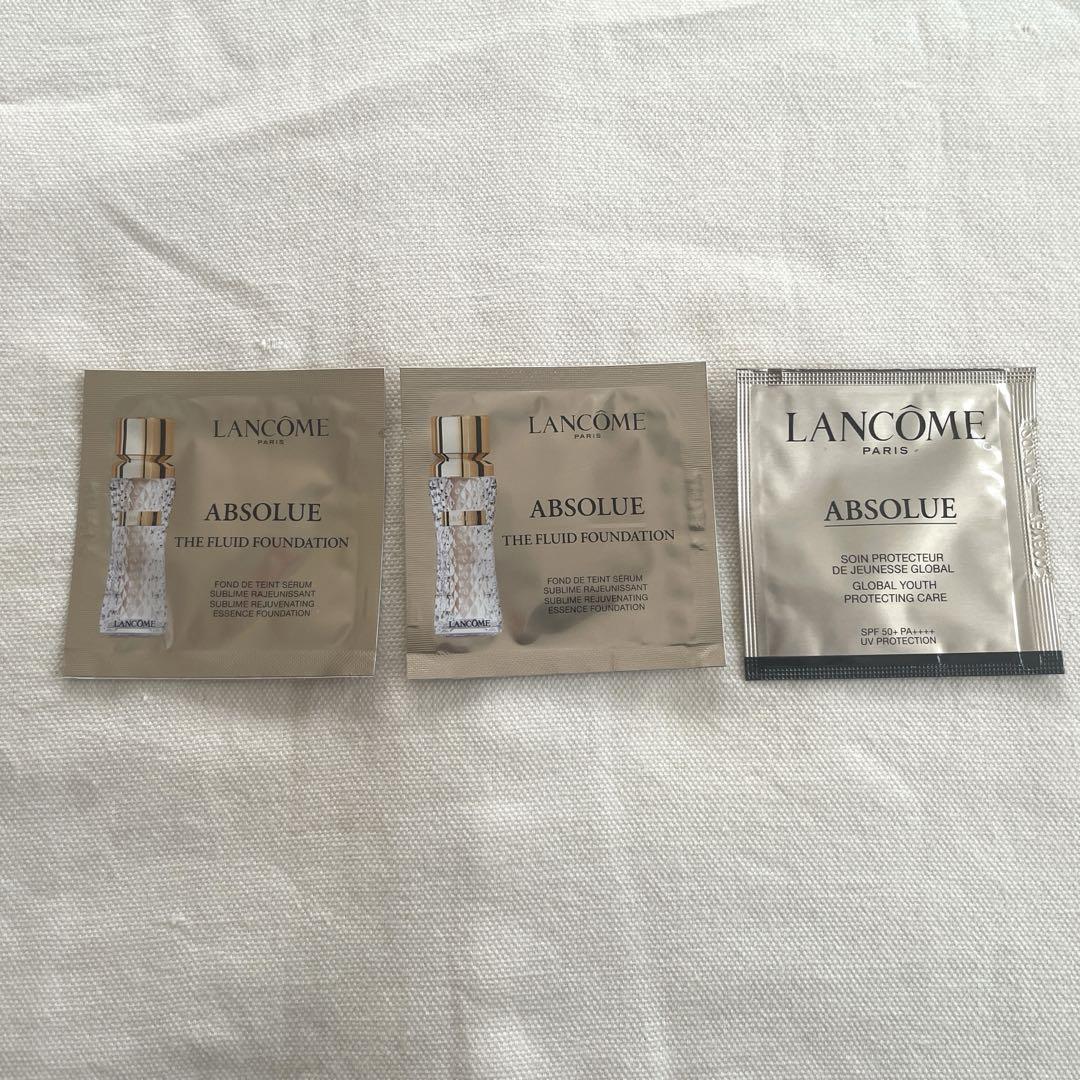 LANCÔME
PARIS
ABSOLUE
THE FLUID FOUNDATION
FOND DE TEINT SÉRUM
SUBLIME RAJEUNISSANT
SUBLIME REJUVENATING
ESSENCE FOUNDATION
LANCÔME
LANCÔME
PARIS
ABSOLUE
THE FLUID FOUNDATION
FOND DE TEINT SÉRUM
SUBLIME RAJEUNISSANT
SUBLIME REJUVENATING
ESSENCE FOUNDATION
LANCÔME
LANCÔME
PARIS
ABSOLUE
SOIN PROTECTEUR
DE JEUNESSE GLOBAL
GLOBAL YOUTH
PROTECTING CARE
SPF 50+ PA++++
UV PROTECTION